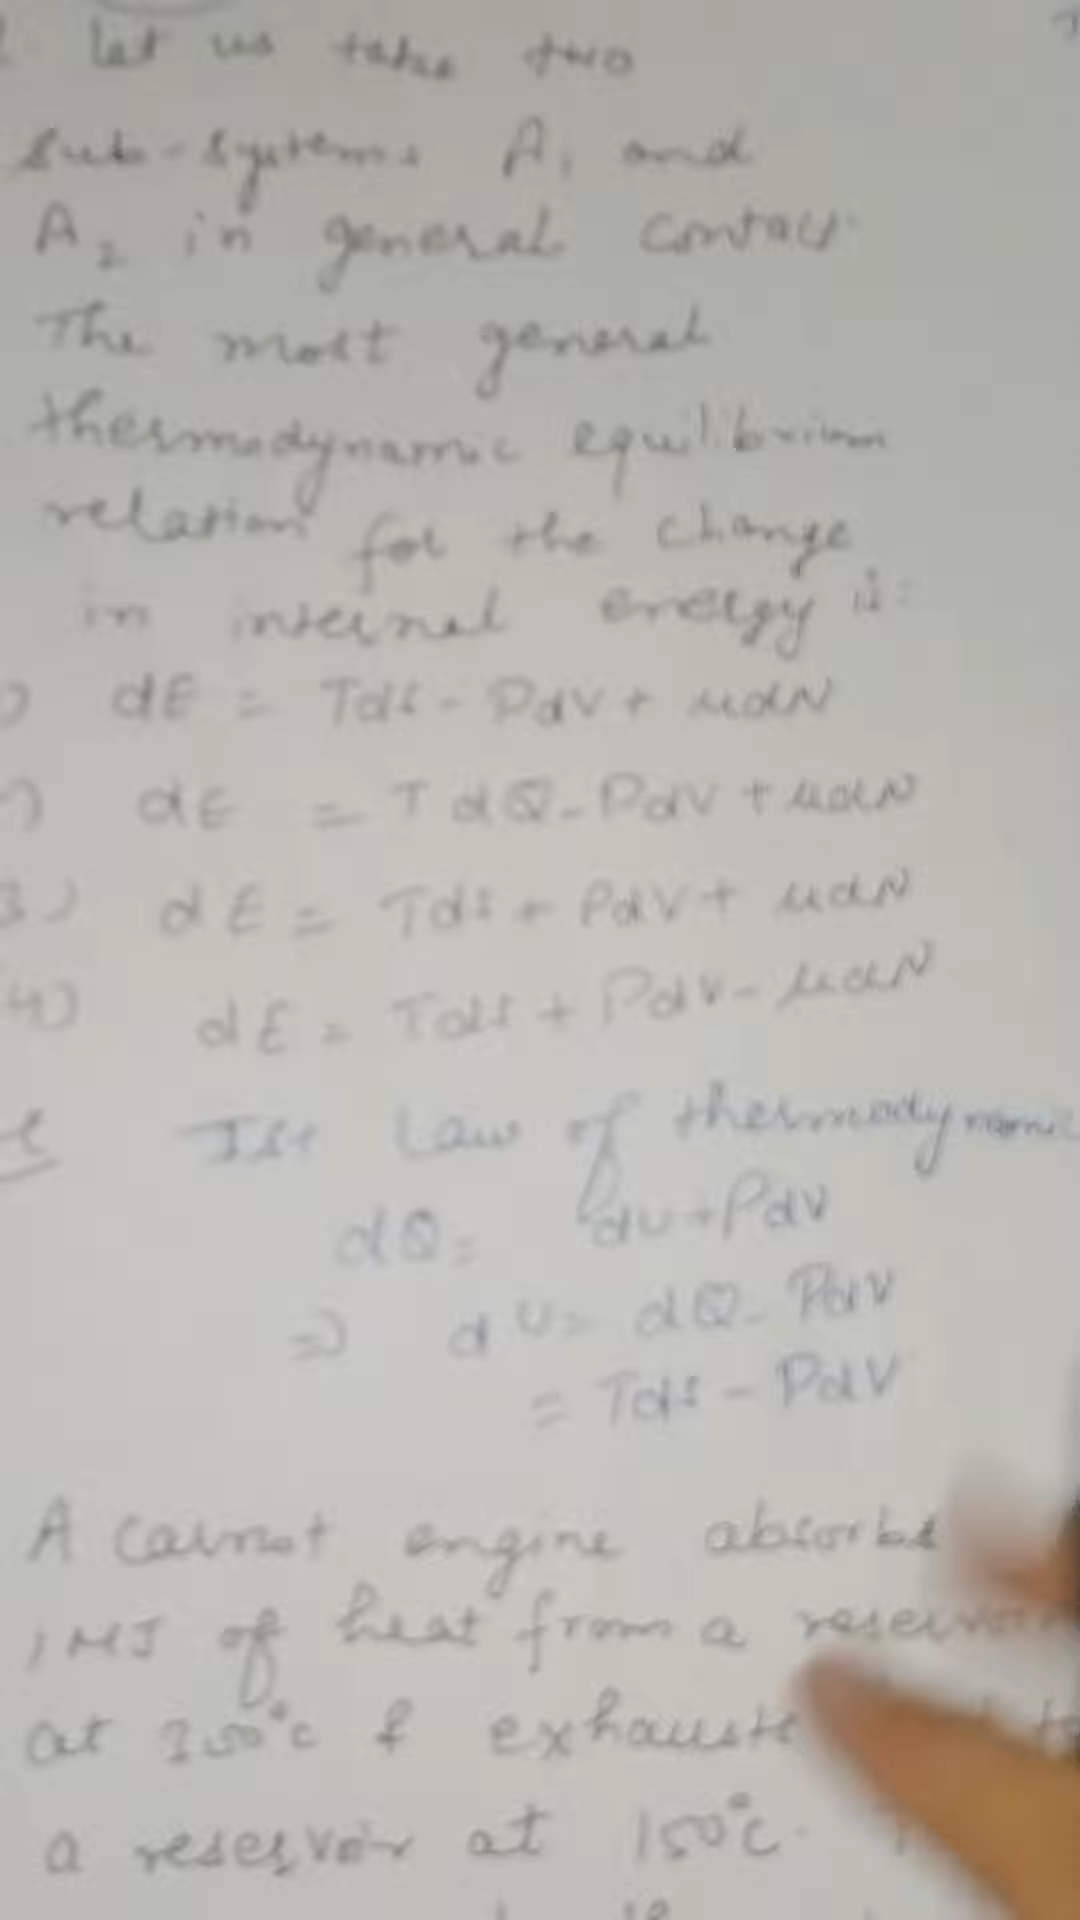 let us take two
Sub-Systems A₁ and
A₂ in general contact
The most general
thermodynamic equilibrium
relation for the change
in internal energy is:
) dE = TdS - PdV + μdN
) dE = TdQ - PdV + μdN
3) dE = TdS + PdV + μdN
4) dE = TdS + PdV - μdN
Ist Law of thermodynamic
dQ = dU + PdV
=) dU = dQ - PdV
= TdS - PdV
A Carnot engine absorbs
1 MJ of heat from a
at °C & exhausts
a reservoir at 150°C.